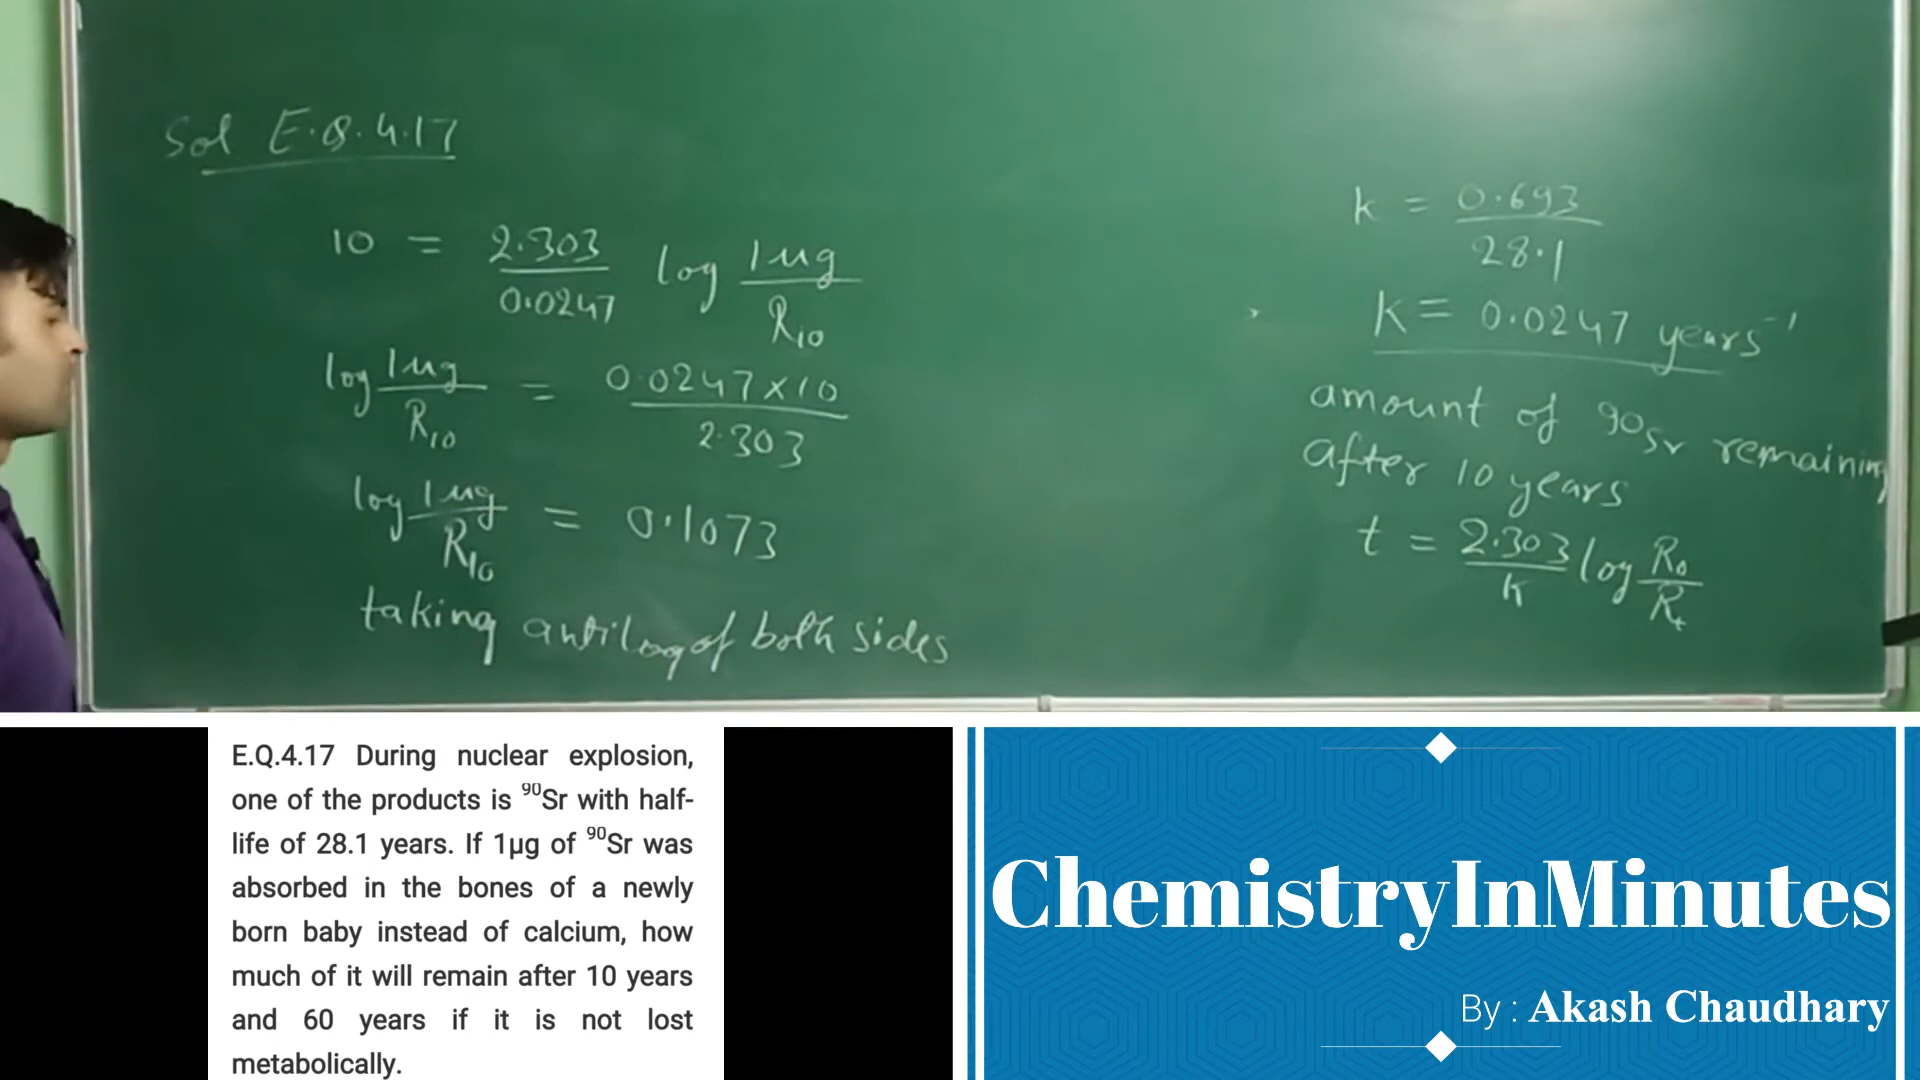 Sol E.Q.4.17
10 = 2.303/0.0247 log 1µg/R10
log 1µg/R10 = 0.0247×10/2.303
log 1µg/R10 = 0.1073
taking antilog of both sides
k = 0.693/28.1
K = 0.0247 years⁻¹
amount of 90Sr remaining
after 10 years
t = 2.303/k log R0/Rt
E.Q.4.17 During nuclear explosion,
one of the products is ⁹⁰Sr with half-
life of 28.1 years. If 1µg of ⁹⁰Sr was
absorbed in the bones of a newly
born baby instead of calcium, how
much of it will remain after 10 years
and 60 years if it is not lost
metabolically.
ChemistryInMinutes
By : Akash Chaudhary